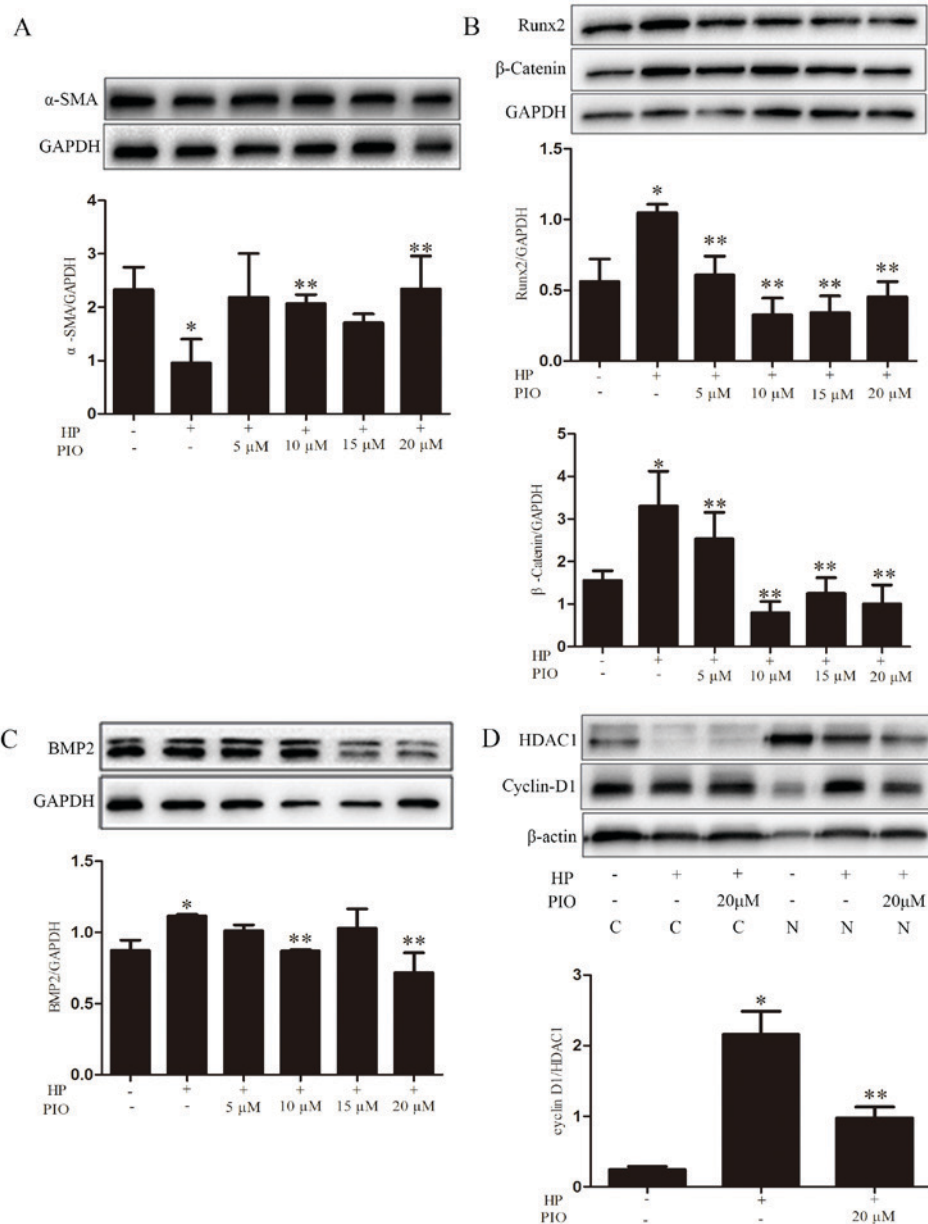 A
α-SMA
GAPDH
4
3
2
1
0
α -SMA/GAPDH
*
**
**
HP - + + + + +
PIO - - 5 µM 10 µM 15 µM 20 µM
B
Runx2
β-Catenin
GAPDH
1.5
1.0
0.5
0.0
Runx2/GAPDH
*
**
**
**
**
HP - + + + + +
PIO - - 5 µM 10 µM 15 µM 20 µM
5
4
3
2
1
0
β -Catenin/GAPDH
*
**
**
**
**
HP - + + + + +
PIO - - 5 µM 10 µM 15 µM 20 µM
C
BMP2
GAPDH
1.5
1.0
0.5
0.0
BMP2/GAPDH
*
**
**
HP - + + + + +
PIO - - 5 µM 10 µM 15 µM 20 µM
D
HDAC1
Cyclin-D1
β-actin
HP - + + - + +
PIO - - 20µM - - 20µM
C C C N N N
3
2
1
0
cyclin D1/HDAC1
*
**
HP - + +
PIO - - 20 µM